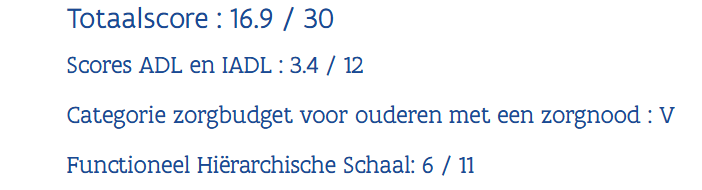 Totaalscore : 16.9 / 30
Scores ADL en IADL : 3.4 / 12
Categorie zorgbudget voor ouderen met een zorgnood : V
Functioneel Hiërarchische Schaal: 6 / 11